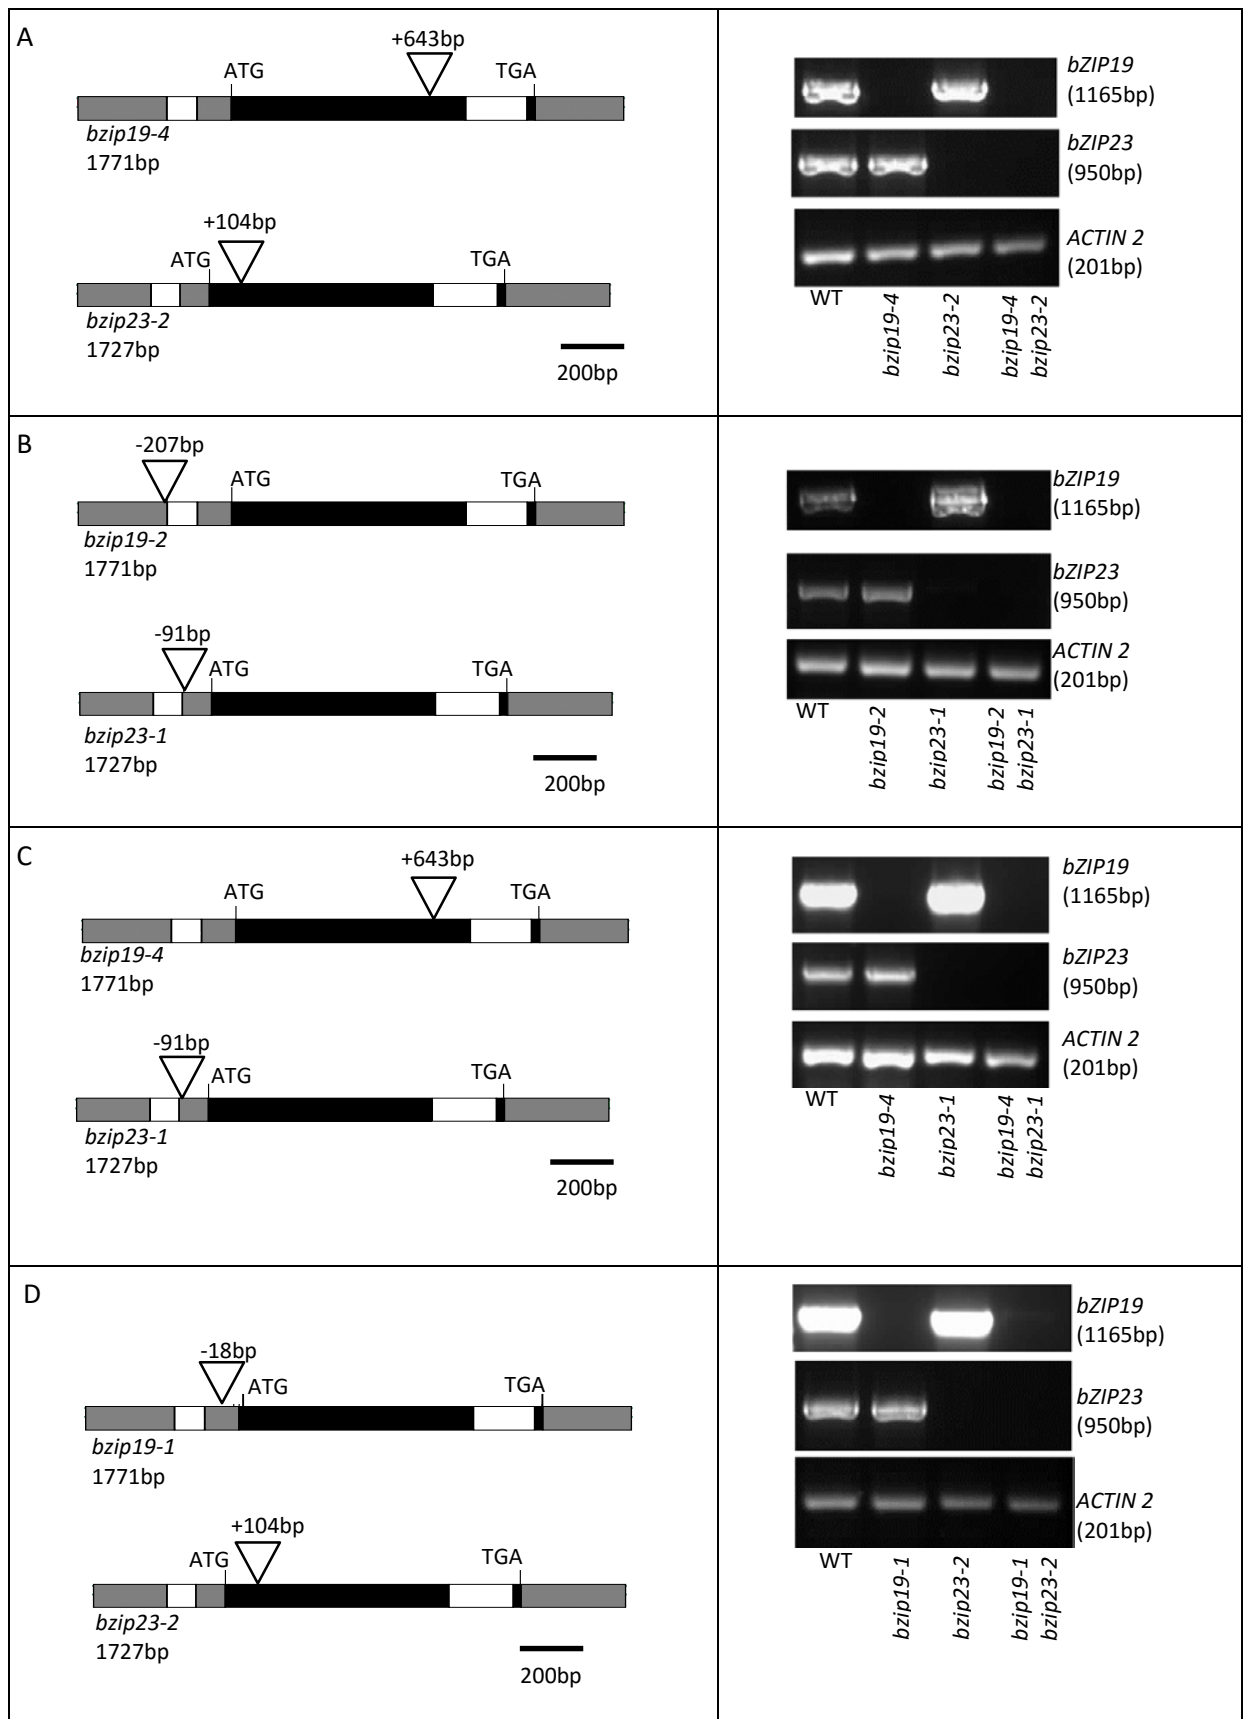 A
+643bp
ATG
TGA
bzip19-4
1771bp
+104bp
ATG
TGA
bzip23-2
1727bp
200bp
bZIP19
(1165bp)
bZIP23
(950bp)
ACTIN 2
(201bp)
WT
bzip19-4
bzip23-2
bzip19-4
bzip23-2
B
-207bp
ATG
TGA
bzip19-2
1771bp
-91bp
ATG
TGA
bzip23-1
1727bp
200bp
bZIP19
(1165bp)
bZIP23
(950bp)
ACTIN 2
(201bp)
WT
bzip19-2
bzip23-1
bzip19-2
bzip23-1
C
+643bp
ATG
TGA
bzip19-4
1771bp
-91bp
ATG
TGA
bzip23-1
1727bp
200bp
bZIP19
(1165bp)
bZIP23
(950bp)
ACTIN 2
(201bp)
WT
bzip19-4
bzip23-1
bzip19-4
bzip23-1
D
-18bp
ATG
TGA
bzip19-1
1771bp
+104bp
ATG
TGA
bzip23-2
1727bp
200bp
bZIP19
(1165bp)
bZIP23
(950bp)
ACTIN 2
(201bp)
WT
bzip19-1
bzip23-2
bzip19-1
bzip23-2